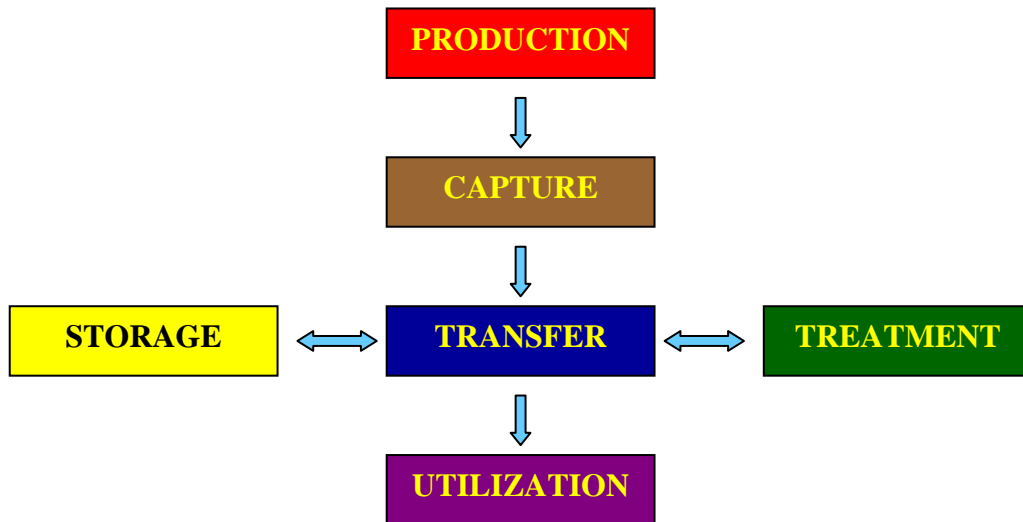 PRODUCTION
CAPTURE
STORAGE
TRANSFER
TREATMENT
UTILIZATION